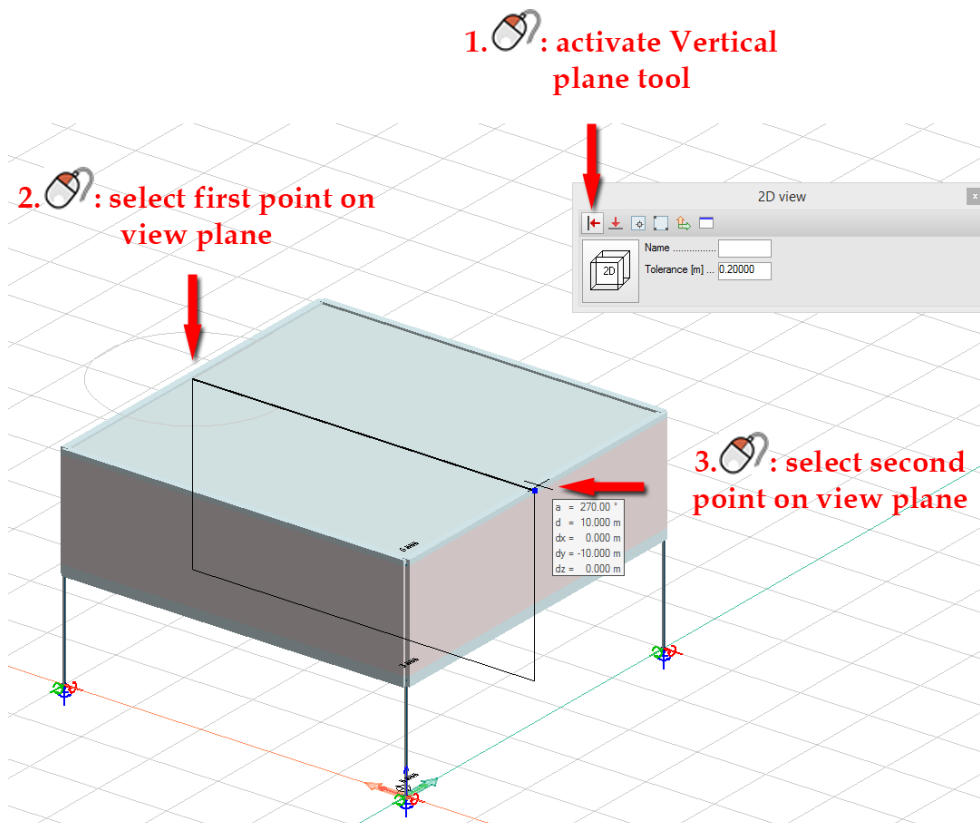 1. : activate Vertical
plane tool
2. : select first point on
view plane
2D view
Name ................
2D
Tolerance [m] ... 0.20000
3. : select second
point on view plane
a = 270.00 °
d = 10.000 m
dx = 0.000 m
dy = -10.000 m
dz = 0.000 m